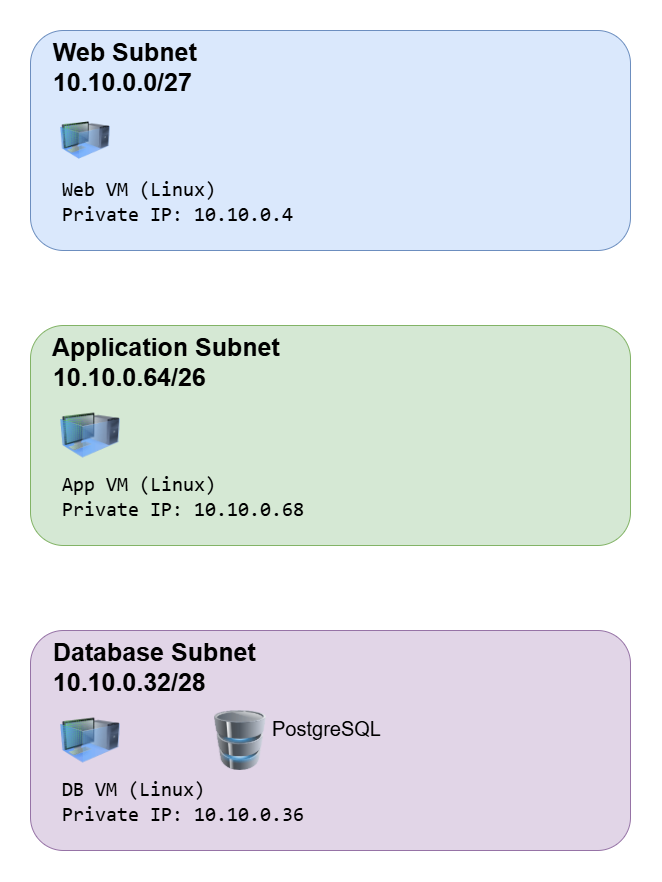 Web Subnet
10.10.0.0/27
Web VM (Linux)
Private IP: 10.10.0.4
Application Subnet
10.10.0.64/26
App VM (Linux)
Private IP: 10.10.0.68
Database Subnet
10.10.0.32/28
PostgreSQL
DB VM (Linux)
Private IP: 10.10.0.36